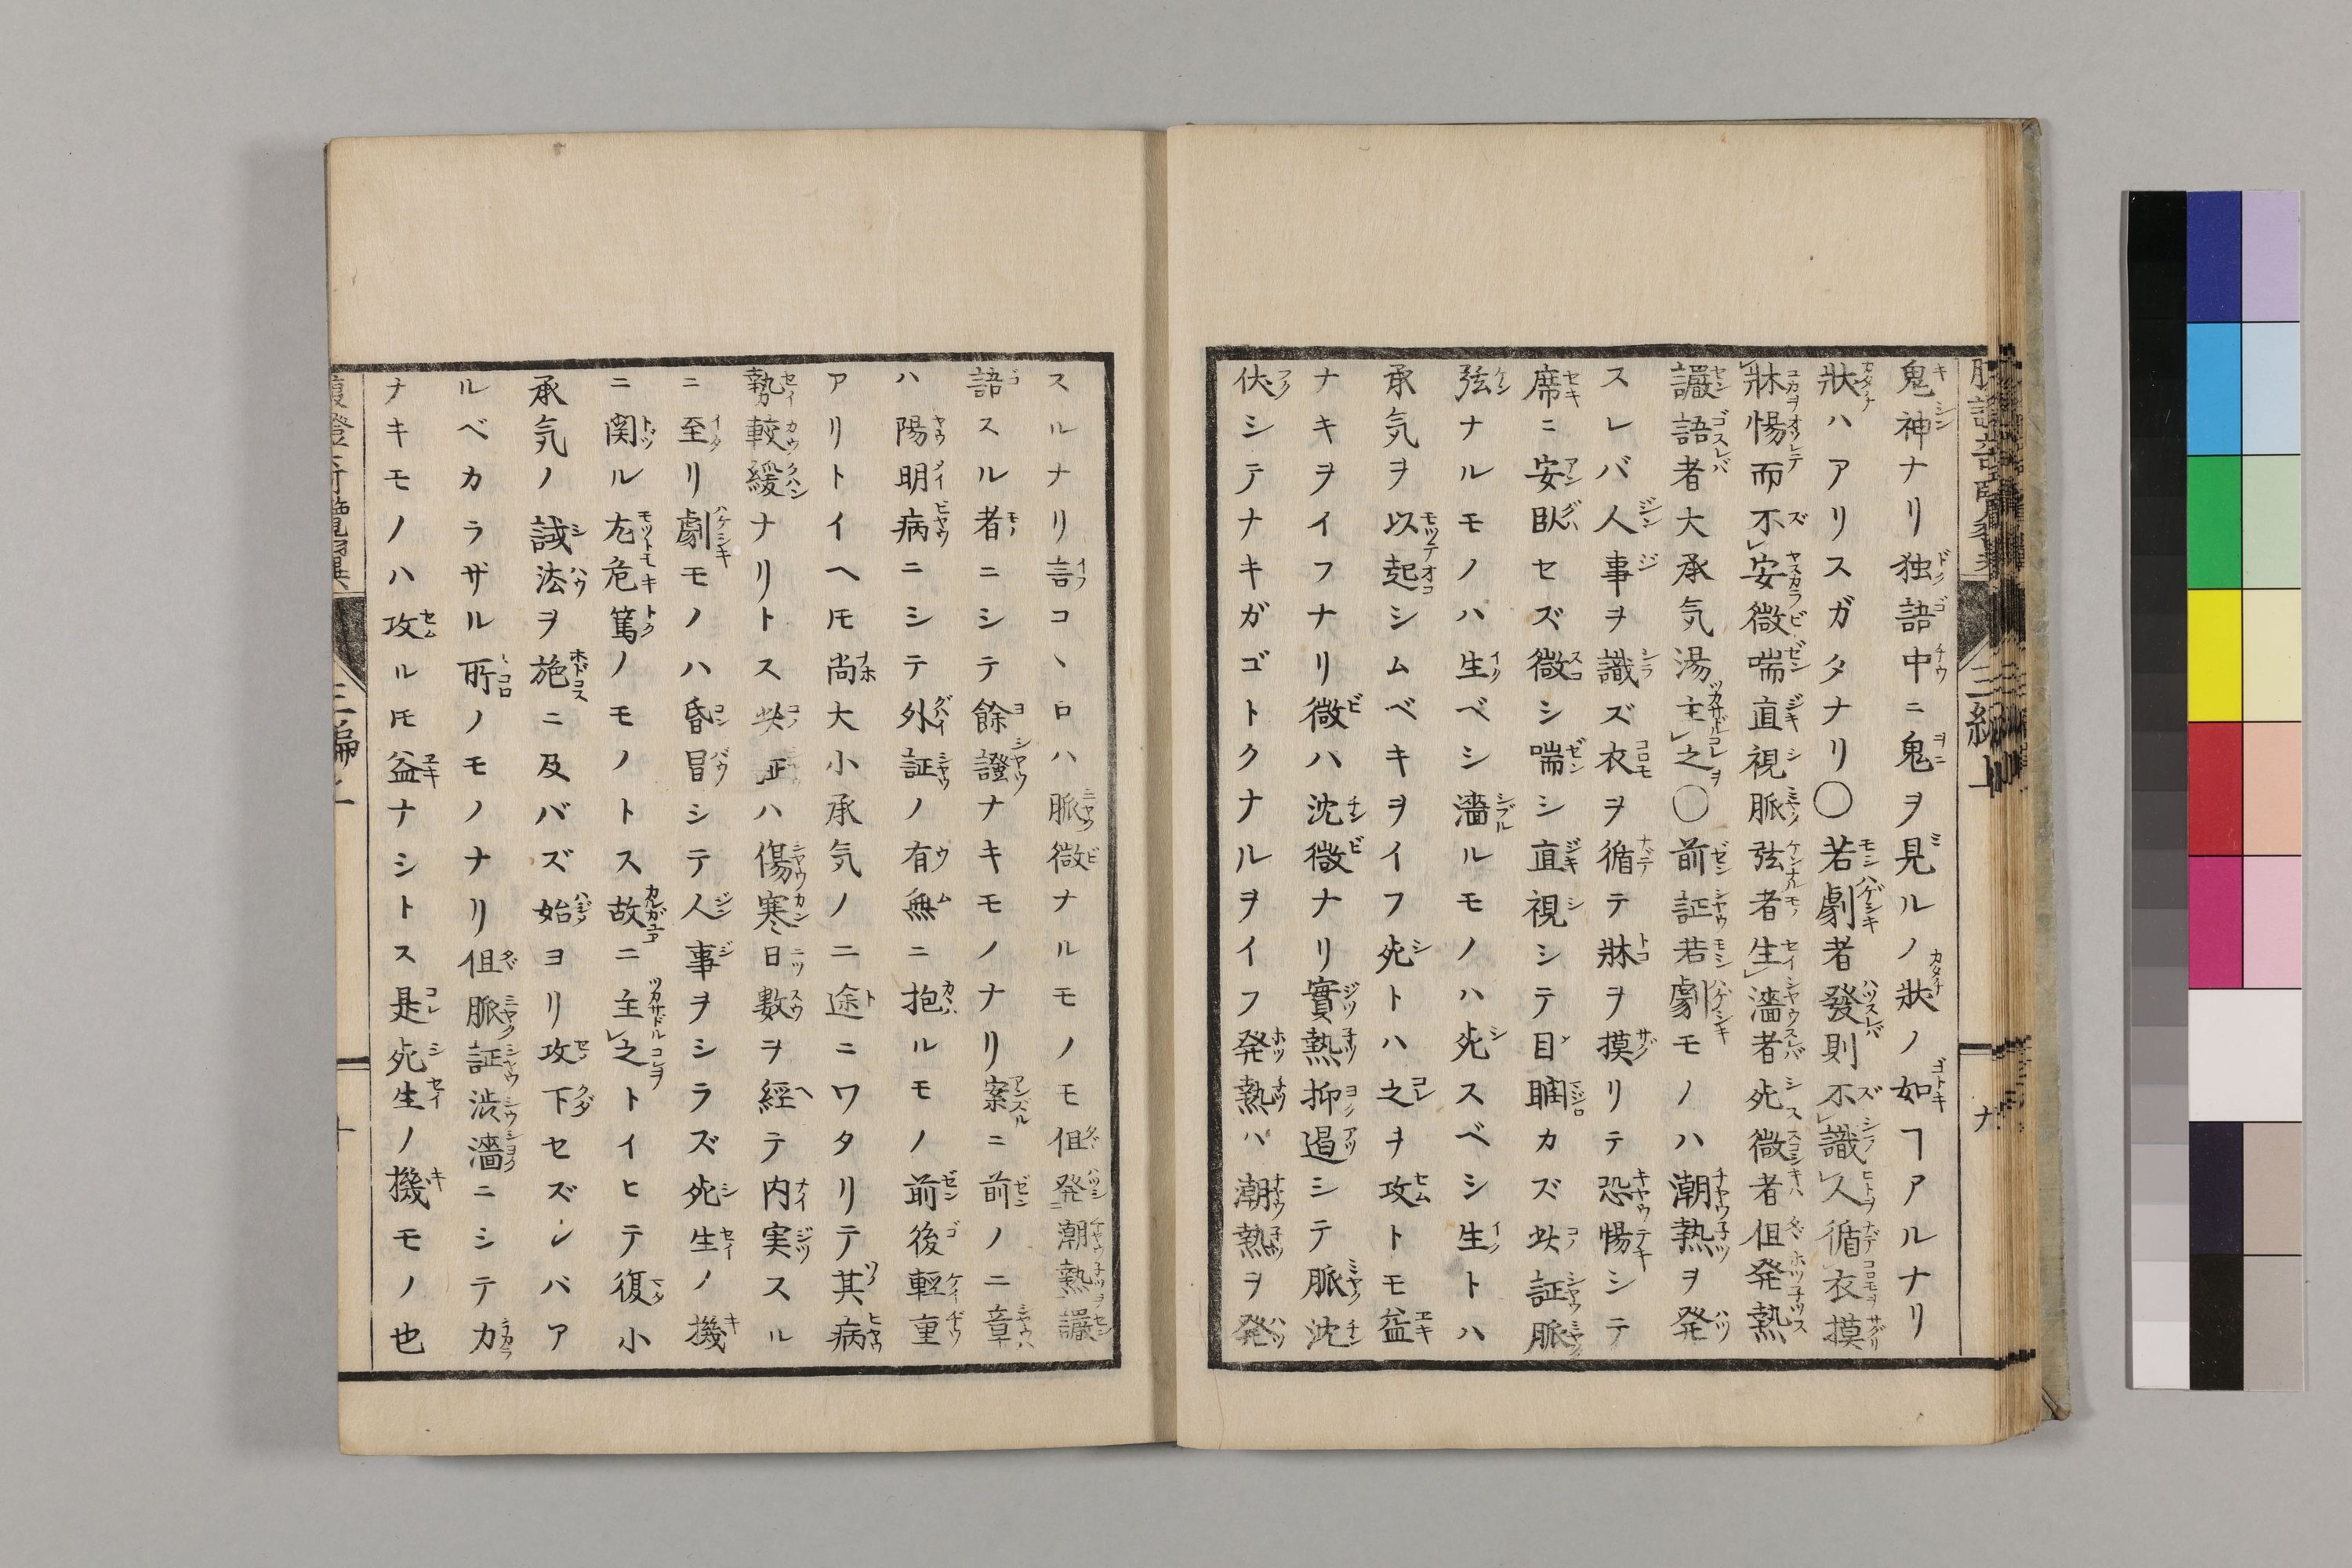 鬼神ナリ独語中ニ鬼ヲ見ルノ狀ノ如ヿアルナリ
狀ハアリスガタナリ〇若劇者發則不識人循衣摸
牀惕而不安微喘直視脈弦者生濇者死微者但発熱
讝語者大承気湯主之〇前証若劇モノハ潮熱ヲ発
スレバ人事ヲ識ズ衣ヲ循テ牀ヲ摸リテ恐惕シテ
席ニ安臥セズ微シ喘シ直視シテ目瞤カズ此証脈
弦ナルモノハ生ベシ濇ルモノハ死スベシ生トハ
承気ヲ以起シムベキヲイフ死トハ之ヲ攻トモ益
ナキヲイフナリ微ハ沈微ナリ實熱抑遏シテ脈沈
伏シテナキガゴトクナルヲイフ発熱ハ潮熱ヲ発
スルナリ言コヽロハ脈微ナルモノモ但発潮熱讝
語スル者ニシテ餘證ナキモノナリ案ニ前ノ二章
ハ陽明病ニシテ外証ノ有無ニ抱ルモノ前後輕重
アリトイヘ𪜈尚大小承気ノ二途ニワタリテ其病
勢較緩ナリトス此証ハ傷寒日數ヲ經テ内実スル
ニ至リ劇モノハ昏冒シテ人事ヲシラズ死生ノ機
ニ関ル尤危篤ノモノトス故ニ主之トイヒテ復小
承気ノ試法ヲ施ニ及バズ始ヨリ攻下セズンバア
ルベカラザル所ノモノナリ但脈証渋濇ニシテ力
ナキモノハ攻ル𪜈益ナシトス是死生ノ機モノ也